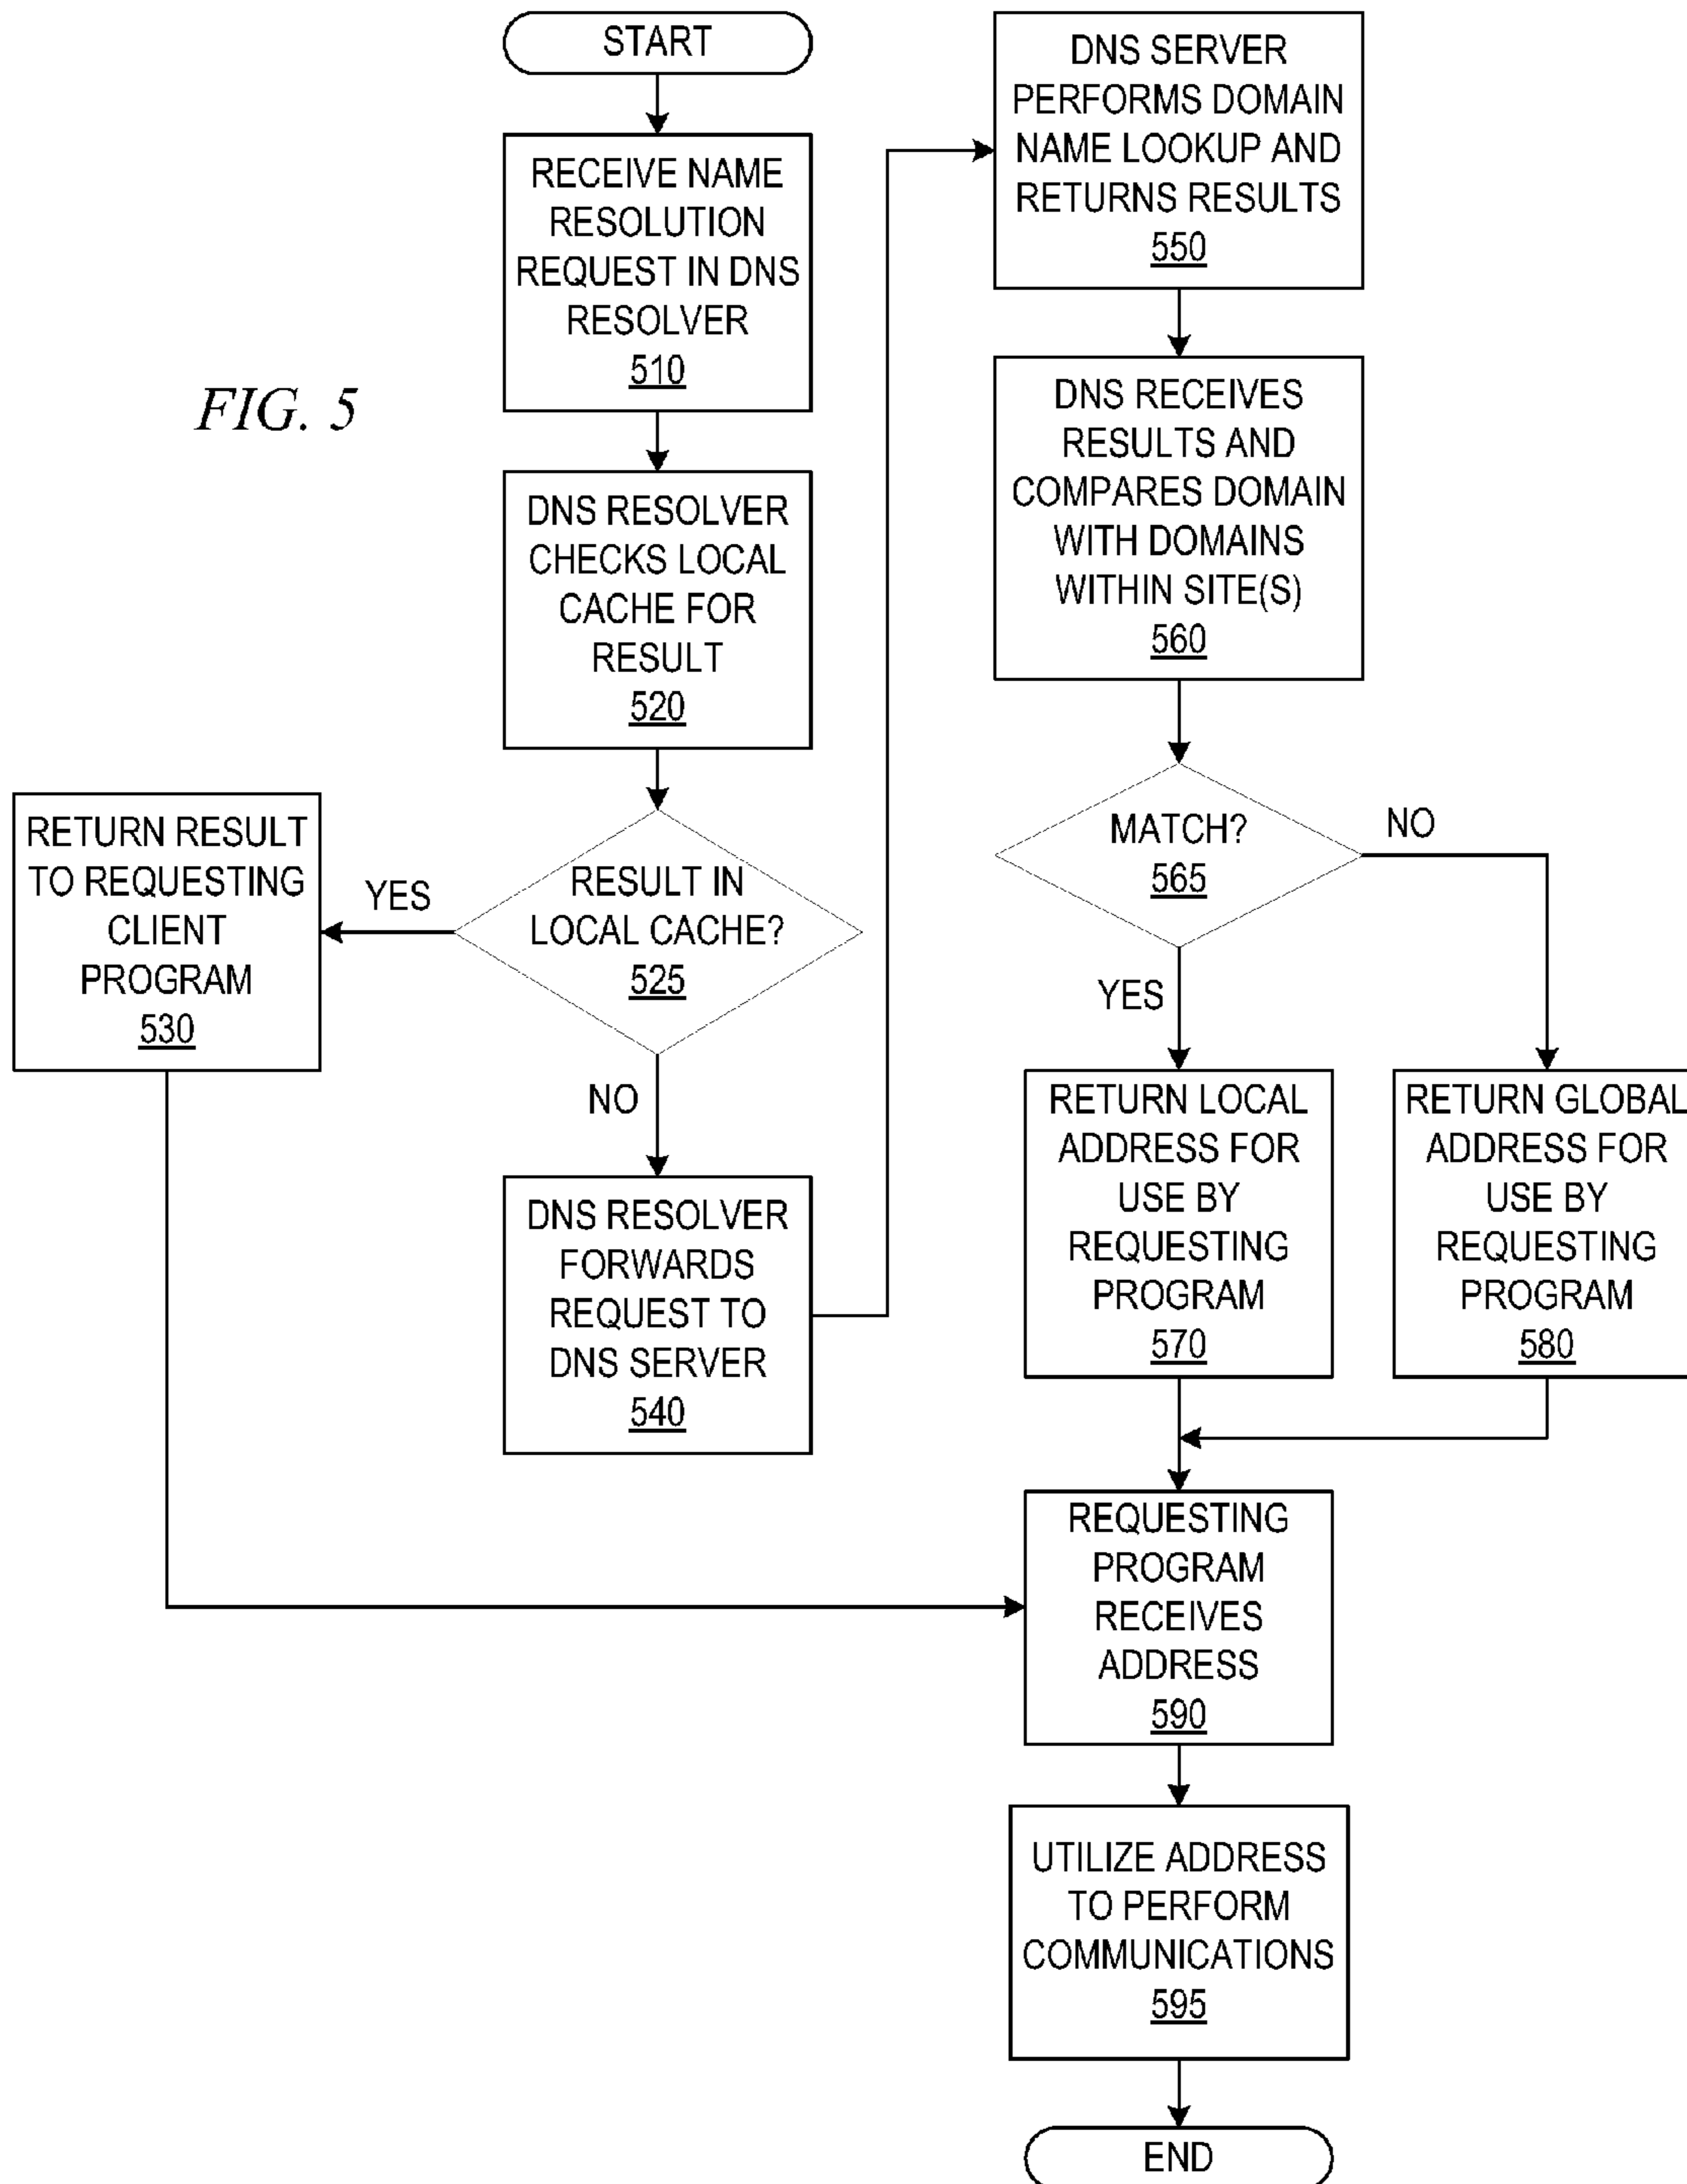 START
RECEIVE NAME
RESOLUTION
REQUEST IN DNS
RESOLVER
510
FIG. 5
DNS RESOLVER
CHECKS LOCAL
CACHE FOR
RESULT
520
RESULT IN
LOCAL CACHE?
525
YES
RETURN RESULT
TO REQUESTING
CLIENT
PROGRAM
530
NO
DNS RESOLVER
FORWARDS
REQUEST TO
DNS SERVER
540
DNS SERVER
PERFORMS DOMAIN
NAME LOOKUP AND
RETURNS RESULTS
550
DNS RECEIVES
RESULTS AND
COMPARES DOMAIN
WITH DOMAINS
WITHIN SITE(S)
560
MATCH?
565
NO
YES
RETURN LOCAL
ADDRESS FOR
USE BY
REQUESTING
PROGRAM
570
RETURN GLOBAL
ADDRESS FOR
USE BY
REQUESTING
PROGRAM
580
REQUESTING
PROGRAM
RECEIVES
ADDRESS
590
UTILIZE ADDRESS
TO PERFORM
COMMUNICATIONS
595
END